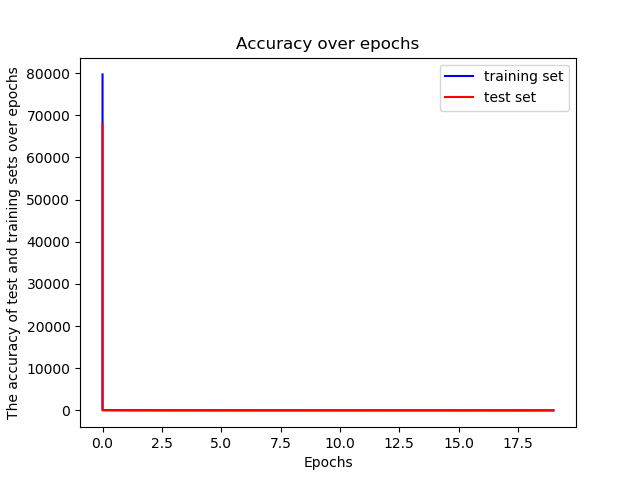 Accuracy over epochs
training set
test set
The accuracy of test and training sets over epochs
80000
70000
60000
50000
40000
30000
20000
10000
0
0.0 2.5 5.0 7.5 10.0 12.5 15.0 17.5
Epochs